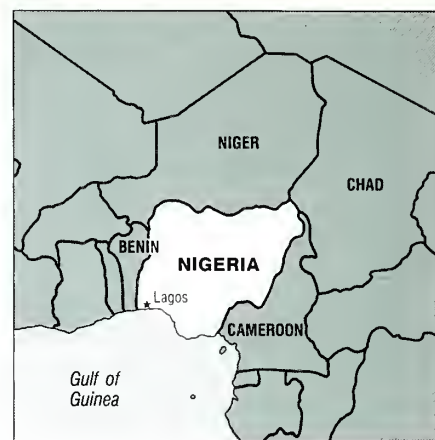 NIGER
CHAD
BENIN
NIGERIA
Lagos
CAMEROON
Gulf of
Guinea